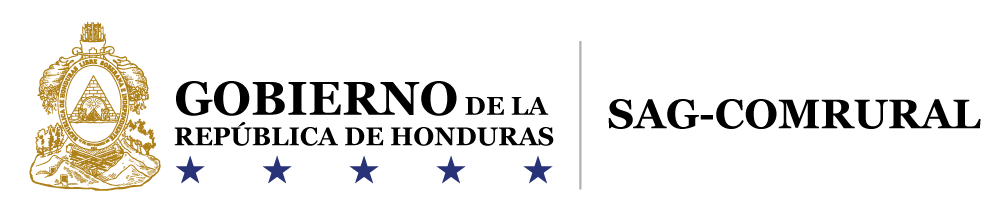 GOBIERNO DE LA
REPÚBLICA DE HONDURAS
SAG-COMRURAL